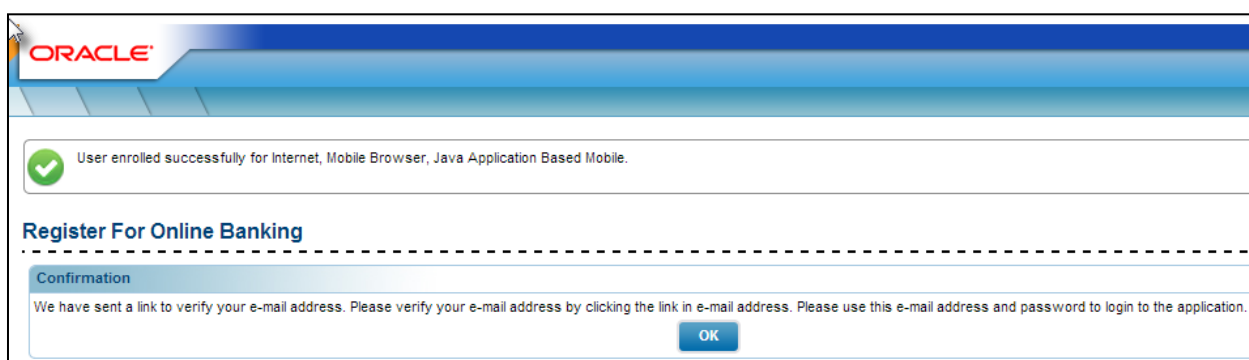 ORACLE
User enrolled successfully for Internet, Mobile Browser, Java Application Based Mobile.
Register For Online Banking
Confirmation
We have sent a link to verify your e-mail address. Please verify your e-mail address by clicking the link in e-mail address. Please use this e-mail address and password to login to the application.
OK